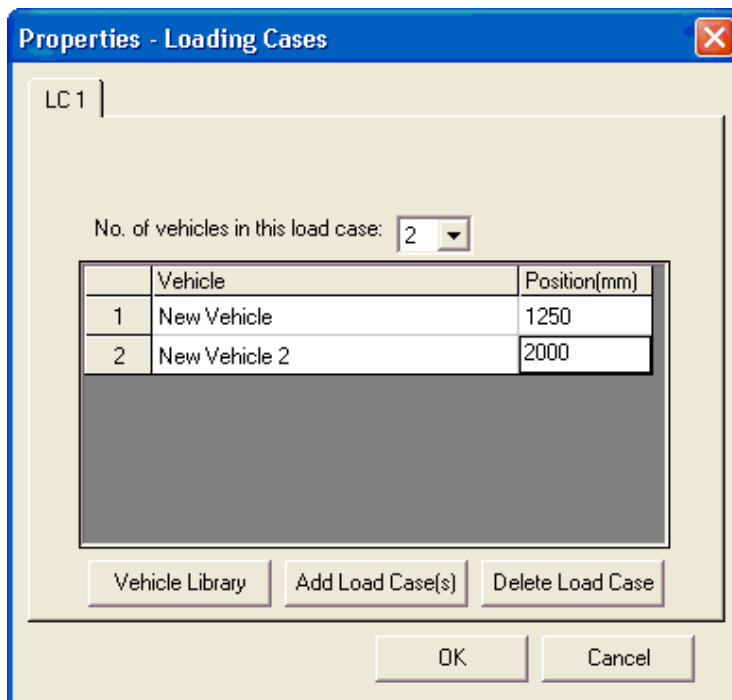 Properties - Loading Cases
LC 1
No. of vehicles in this load case: 2
Vehicle Position(mm)
1 New Vehicle 1250
2 New Vehicle 2 2000
Vehicle Library Add Load Case(s) Delete Load Case
OK Cancel